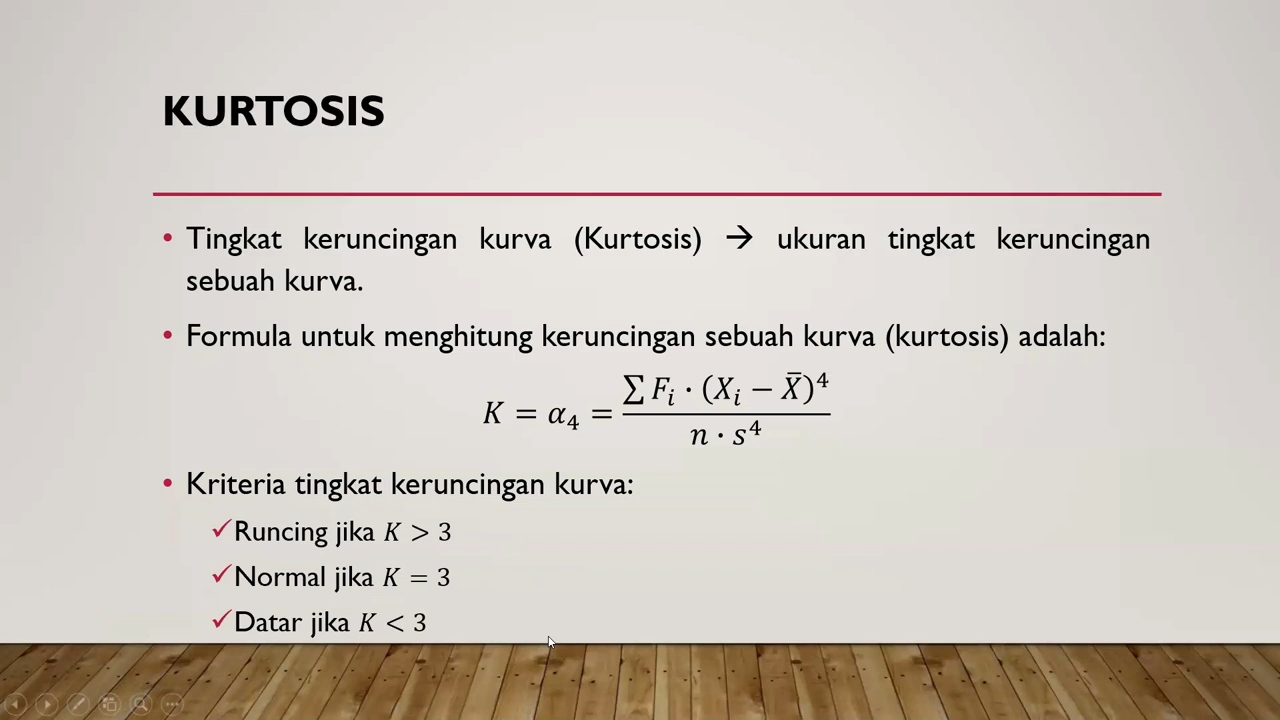 KURTOSIS
• Tingkat keruncingan kurva (Kurtosis) → ukuran tingkat keruncingan
sebuah kurva.
• Formula untuk menghitung keruncingan sebuah kurva (kurtosis) adalah:
K = α₄ = ∑ Fᵢ · (Xᵢ − X̄)⁴ / n · s⁴
• Kriteria tingkat keruncingan kurva:
✓Runcing jika K > 3
✓Normal jika K = 3
✓Datar jika K < 3